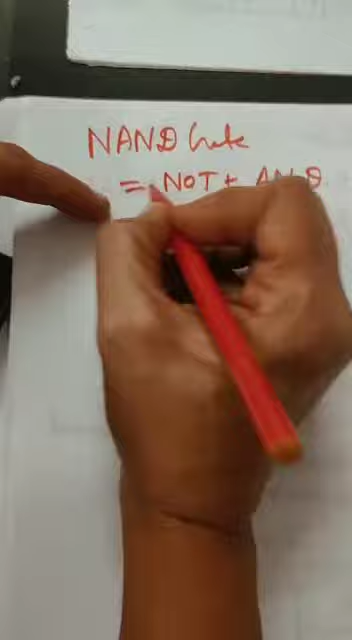 NAND Gate
= NOT + AND